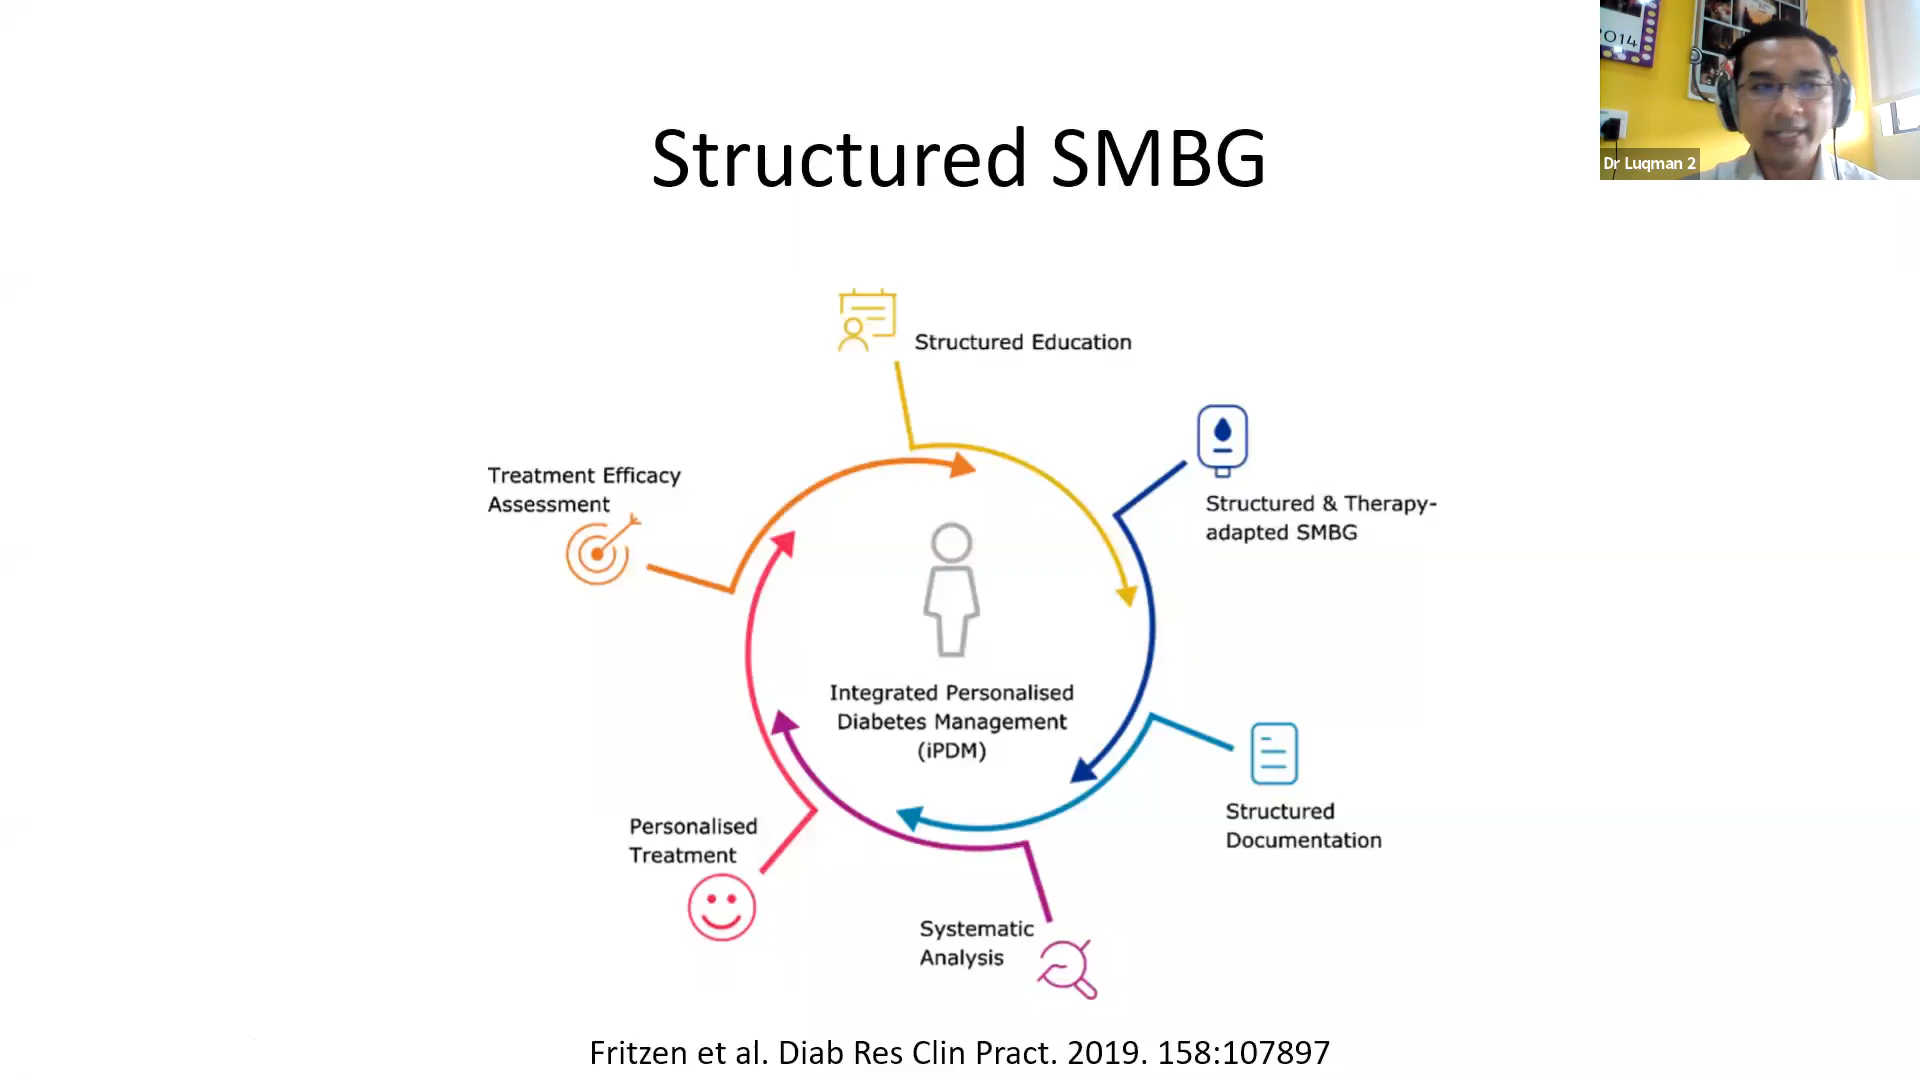 2014
Dr Luqman 2
Structured SMBG
Structured Education
Structured & Therapy-
adapted SMBG
Structured
Documentation
Systematic
Analysis
Personalised
Treatment
Treatment Efficacy
Assessment
Integrated Personalised
Diabetes Management
(iPDM)
Fritzen et al. Diab Res Clin Pract. 2019. 158:107897